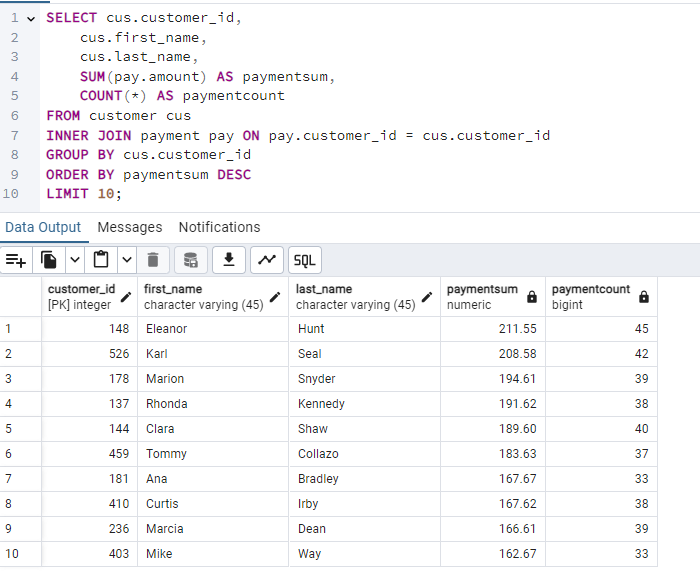 1 SELECT cus.customer_id,
2 cus.first_name,
3 cus.last_name,
4 SUM(pay.amount) AS paymentsum,
5 COUNT(*) AS paymentcount
6 FROM customer cus
7 INNER JOIN payment pay ON pay.customer_id = cus.customer_id
8 GROUP BY cus.customer_id
9 ORDER BY paymentsum DESC
10 LIMIT 10;
Data Output Messages Notifications
SQL
customer_id first_name last_name paymentsum paymentcount
[PK] integer character varying (45) character varying (45) numeric bigint
1 148 Eleanor Hunt 211.55 45
2 526 Karl Seal 208.58 42
3 178 Marion Snyder 194.61 39
4 137 Rhonda Kennedy 191.62 38
5 144 Clara Shaw 189.60 40
6 459 Tommy Collazo 183.63 37
7 181 Ana Bradley 167.67 33
8 410 Curtis Irby 167.62 38
9 236 Marcia Dean 166.61 39
10 403 Mike Way 162.67 33